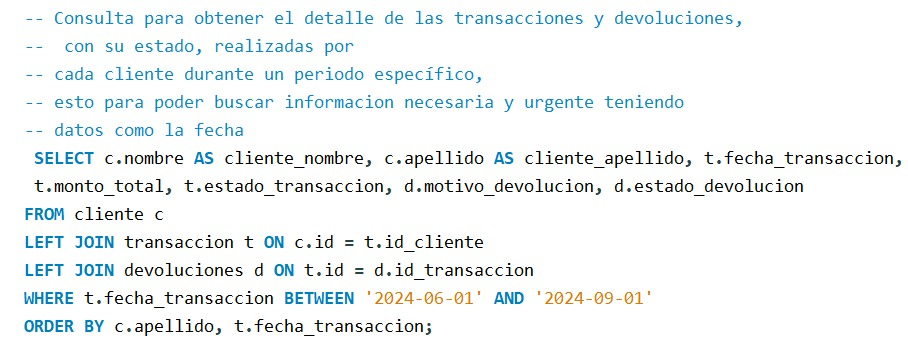 -- Consulta para obtener el detalle de las transacciones y devoluciones,
--  con su estado, realizadas por
-- cada cliente durante un periodo específico,
-- esto para poder buscar informacion necesaria y urgente teniendo
-- datos como la fecha
SELECT c.nombre AS cliente_nombre, c.apellido AS cliente_apellido, t.fecha_transaccion,
t.monto_total, t.estado_transaccion, d.motivo_devolucion, d.estado_devolucion
FROM cliente c
LEFT JOIN transaccion t ON c.id = t.id_cliente
LEFT JOIN devoluciones d ON t.id = d.id_transaccion
WHERE t.fecha_transaccion BETWEEN '2024-06-01' AND '2024-09-01'
ORDER BY c.apellido, t.fecha_transaccion;